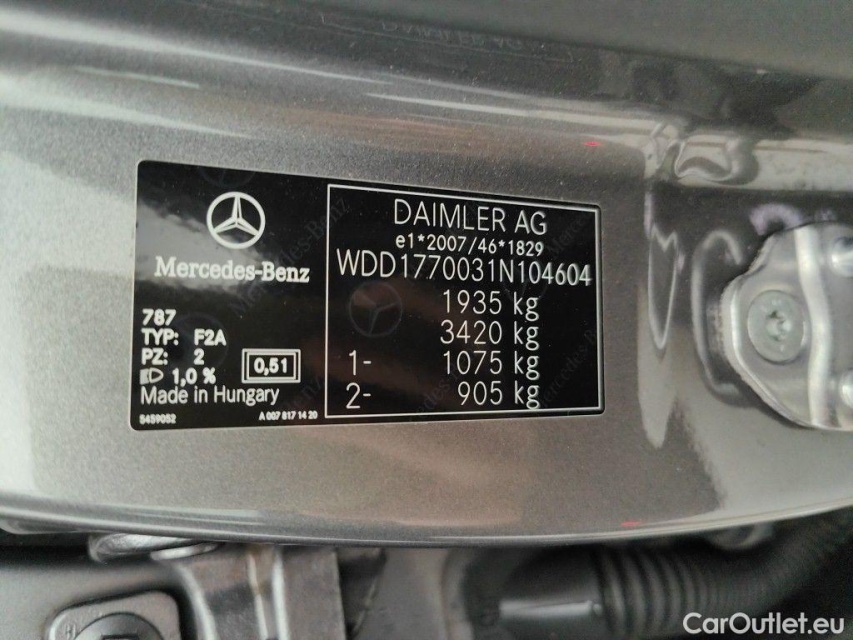 Mercedes-Benz
787
TYP: F2A
PZ: 2
1,0 %
0,51
Made in Hungary
5459052
A 007 817 14 20
DAIMLER AG
e1*2007/46*1829
WDD1770031N104604
1935 kg
3420 kg
1- 1075 kg
2- 905 kg
CarOutlet.eu